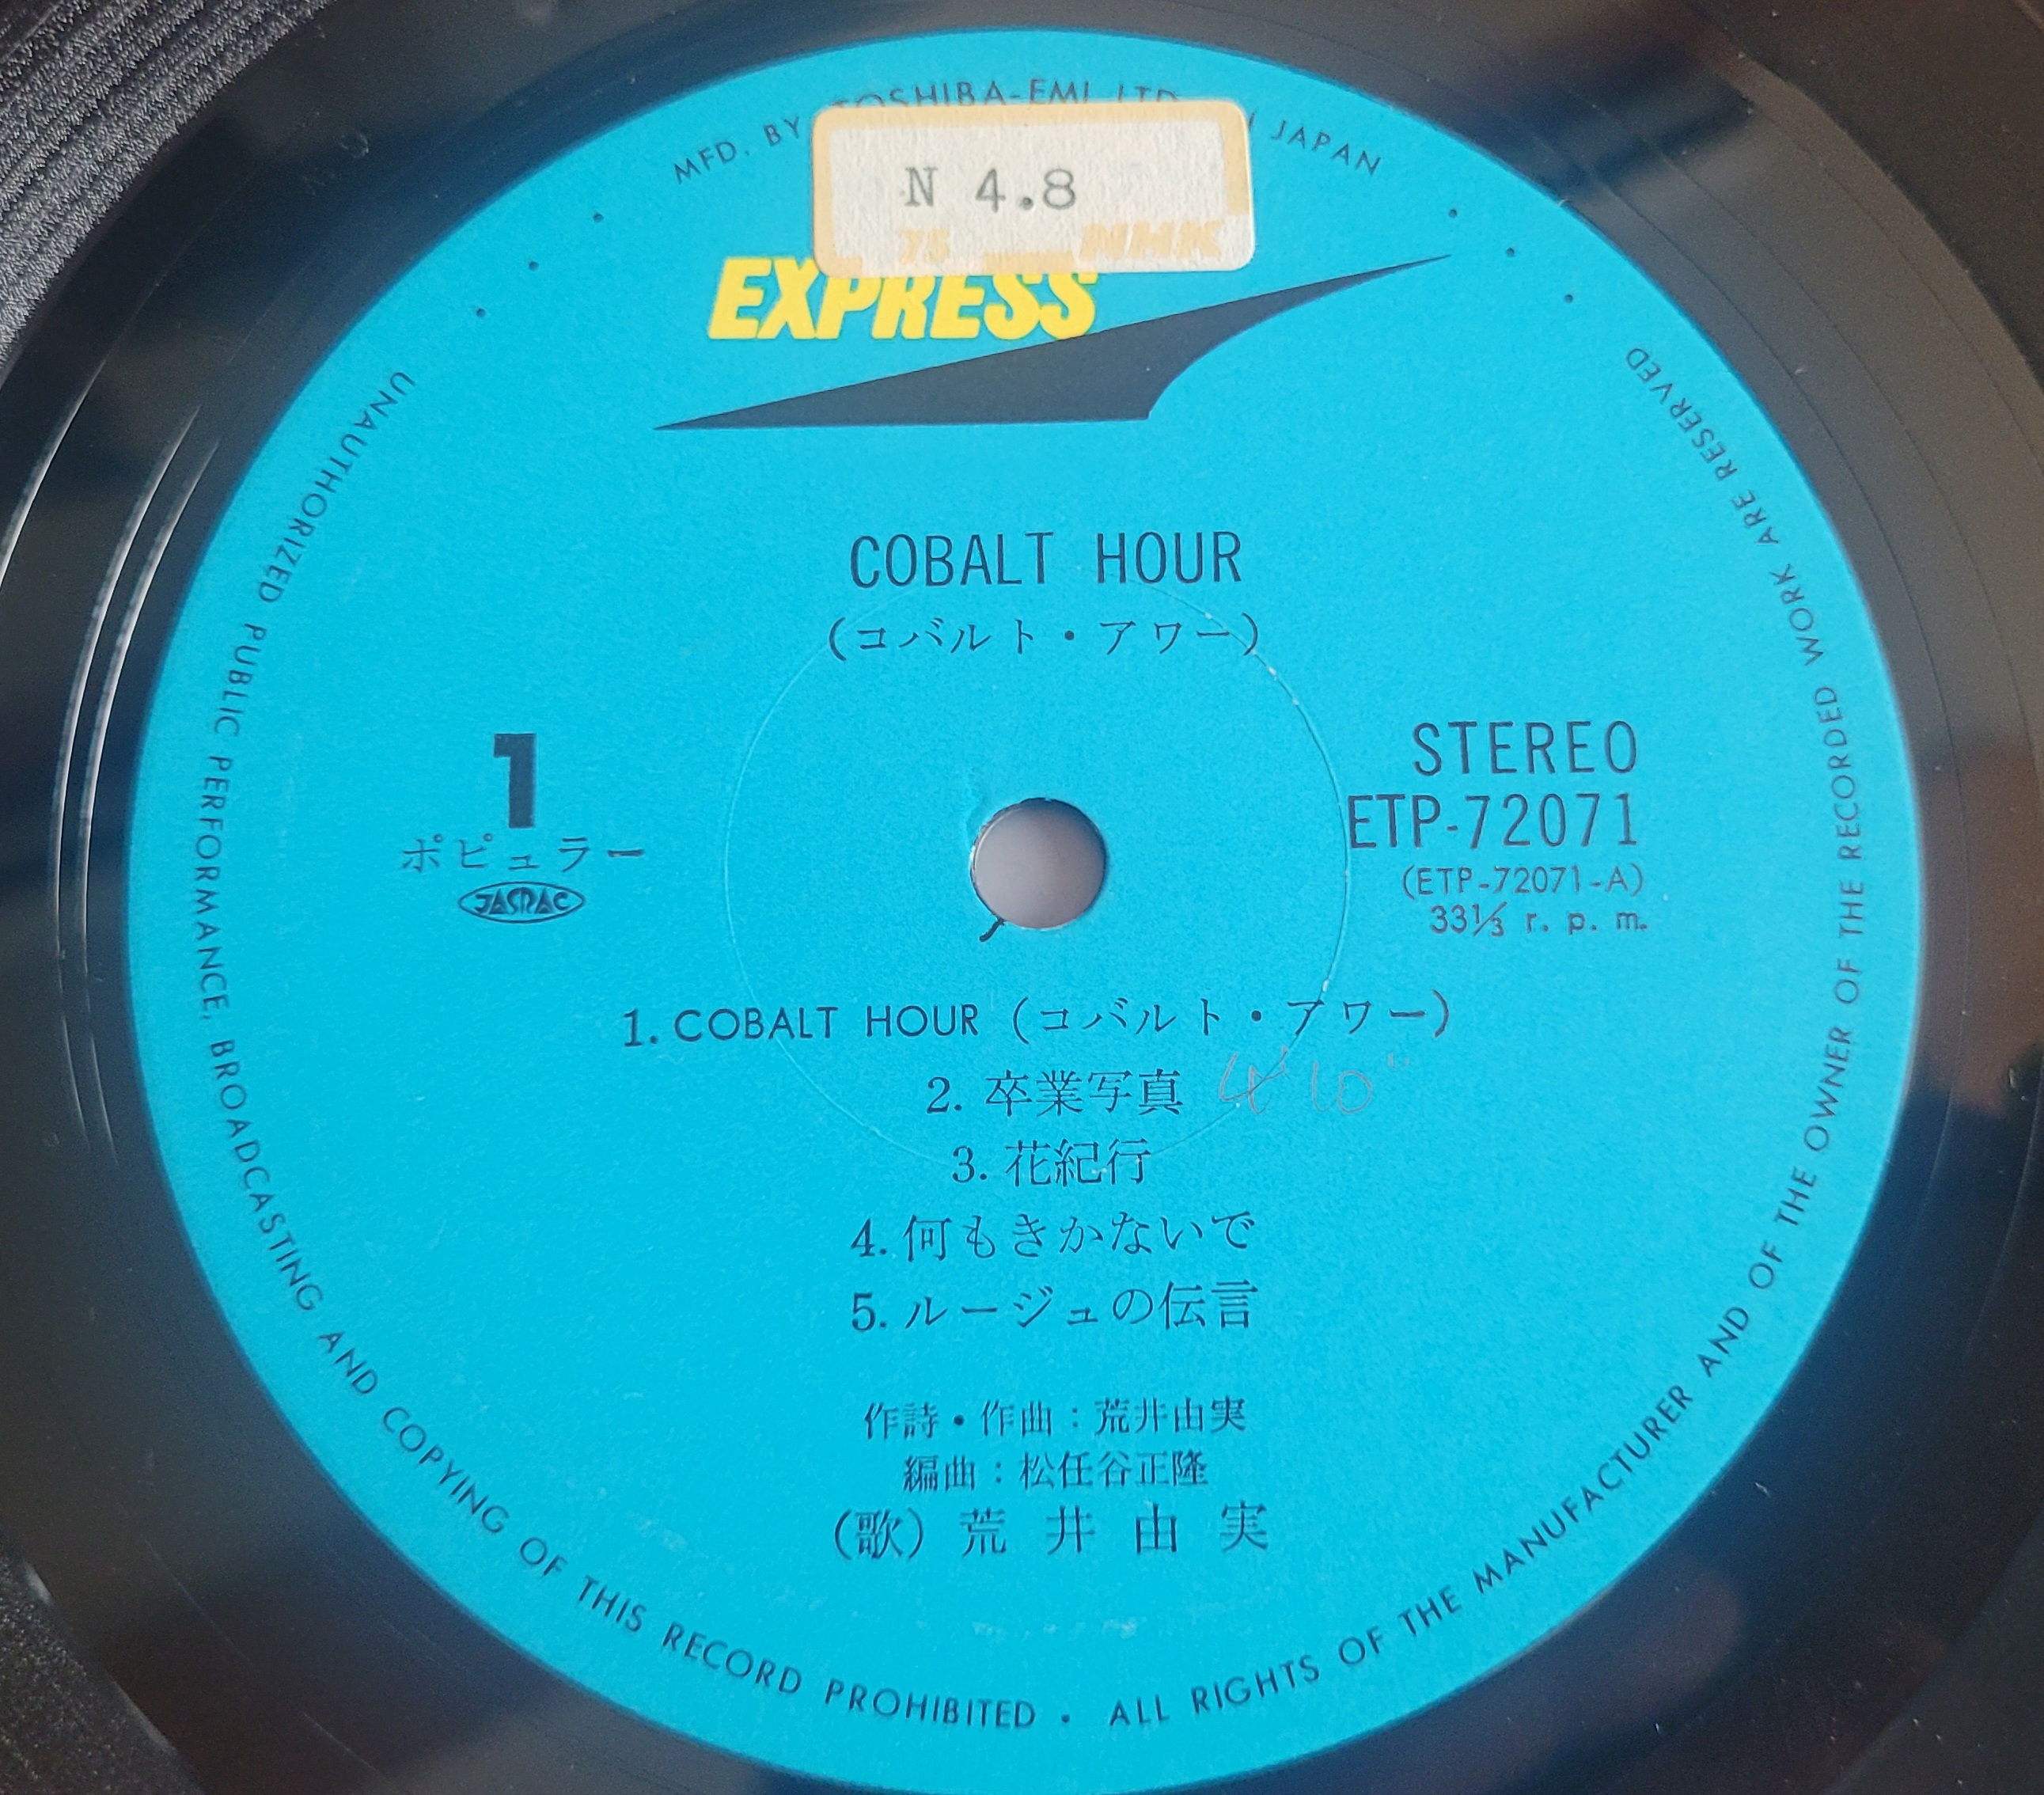 MFD. BY TOSHIBA-EMI LTD. JAPAN
N 4.8
75 NHK
EXPRESS
COBALT HOUR
(コバルト・アワー)
1
ポピュラー
JASRAC
STEREO
ETP-72071
(ETP-72071-A)
33⅓ r. p. m.
1. COBALT HOUR (コバルト・アワー)
2. 卒業写真 4'10"
3. 花紀行
4. 何もきかないで
5. ルージュの伝言
作詩・作曲:荒井由実
編曲:松任谷正隆
(歌) 荒井由実
UNAUTHORIZED PUBLIC PERFORMANCE, BROADCASTING AND COPYING OF THIS RECORD PROHIBITED • ALL RIGHTS OF THE MANUFACTURER AND OF THE OWNER OF THE RECORDED WORK ARE RESERVED